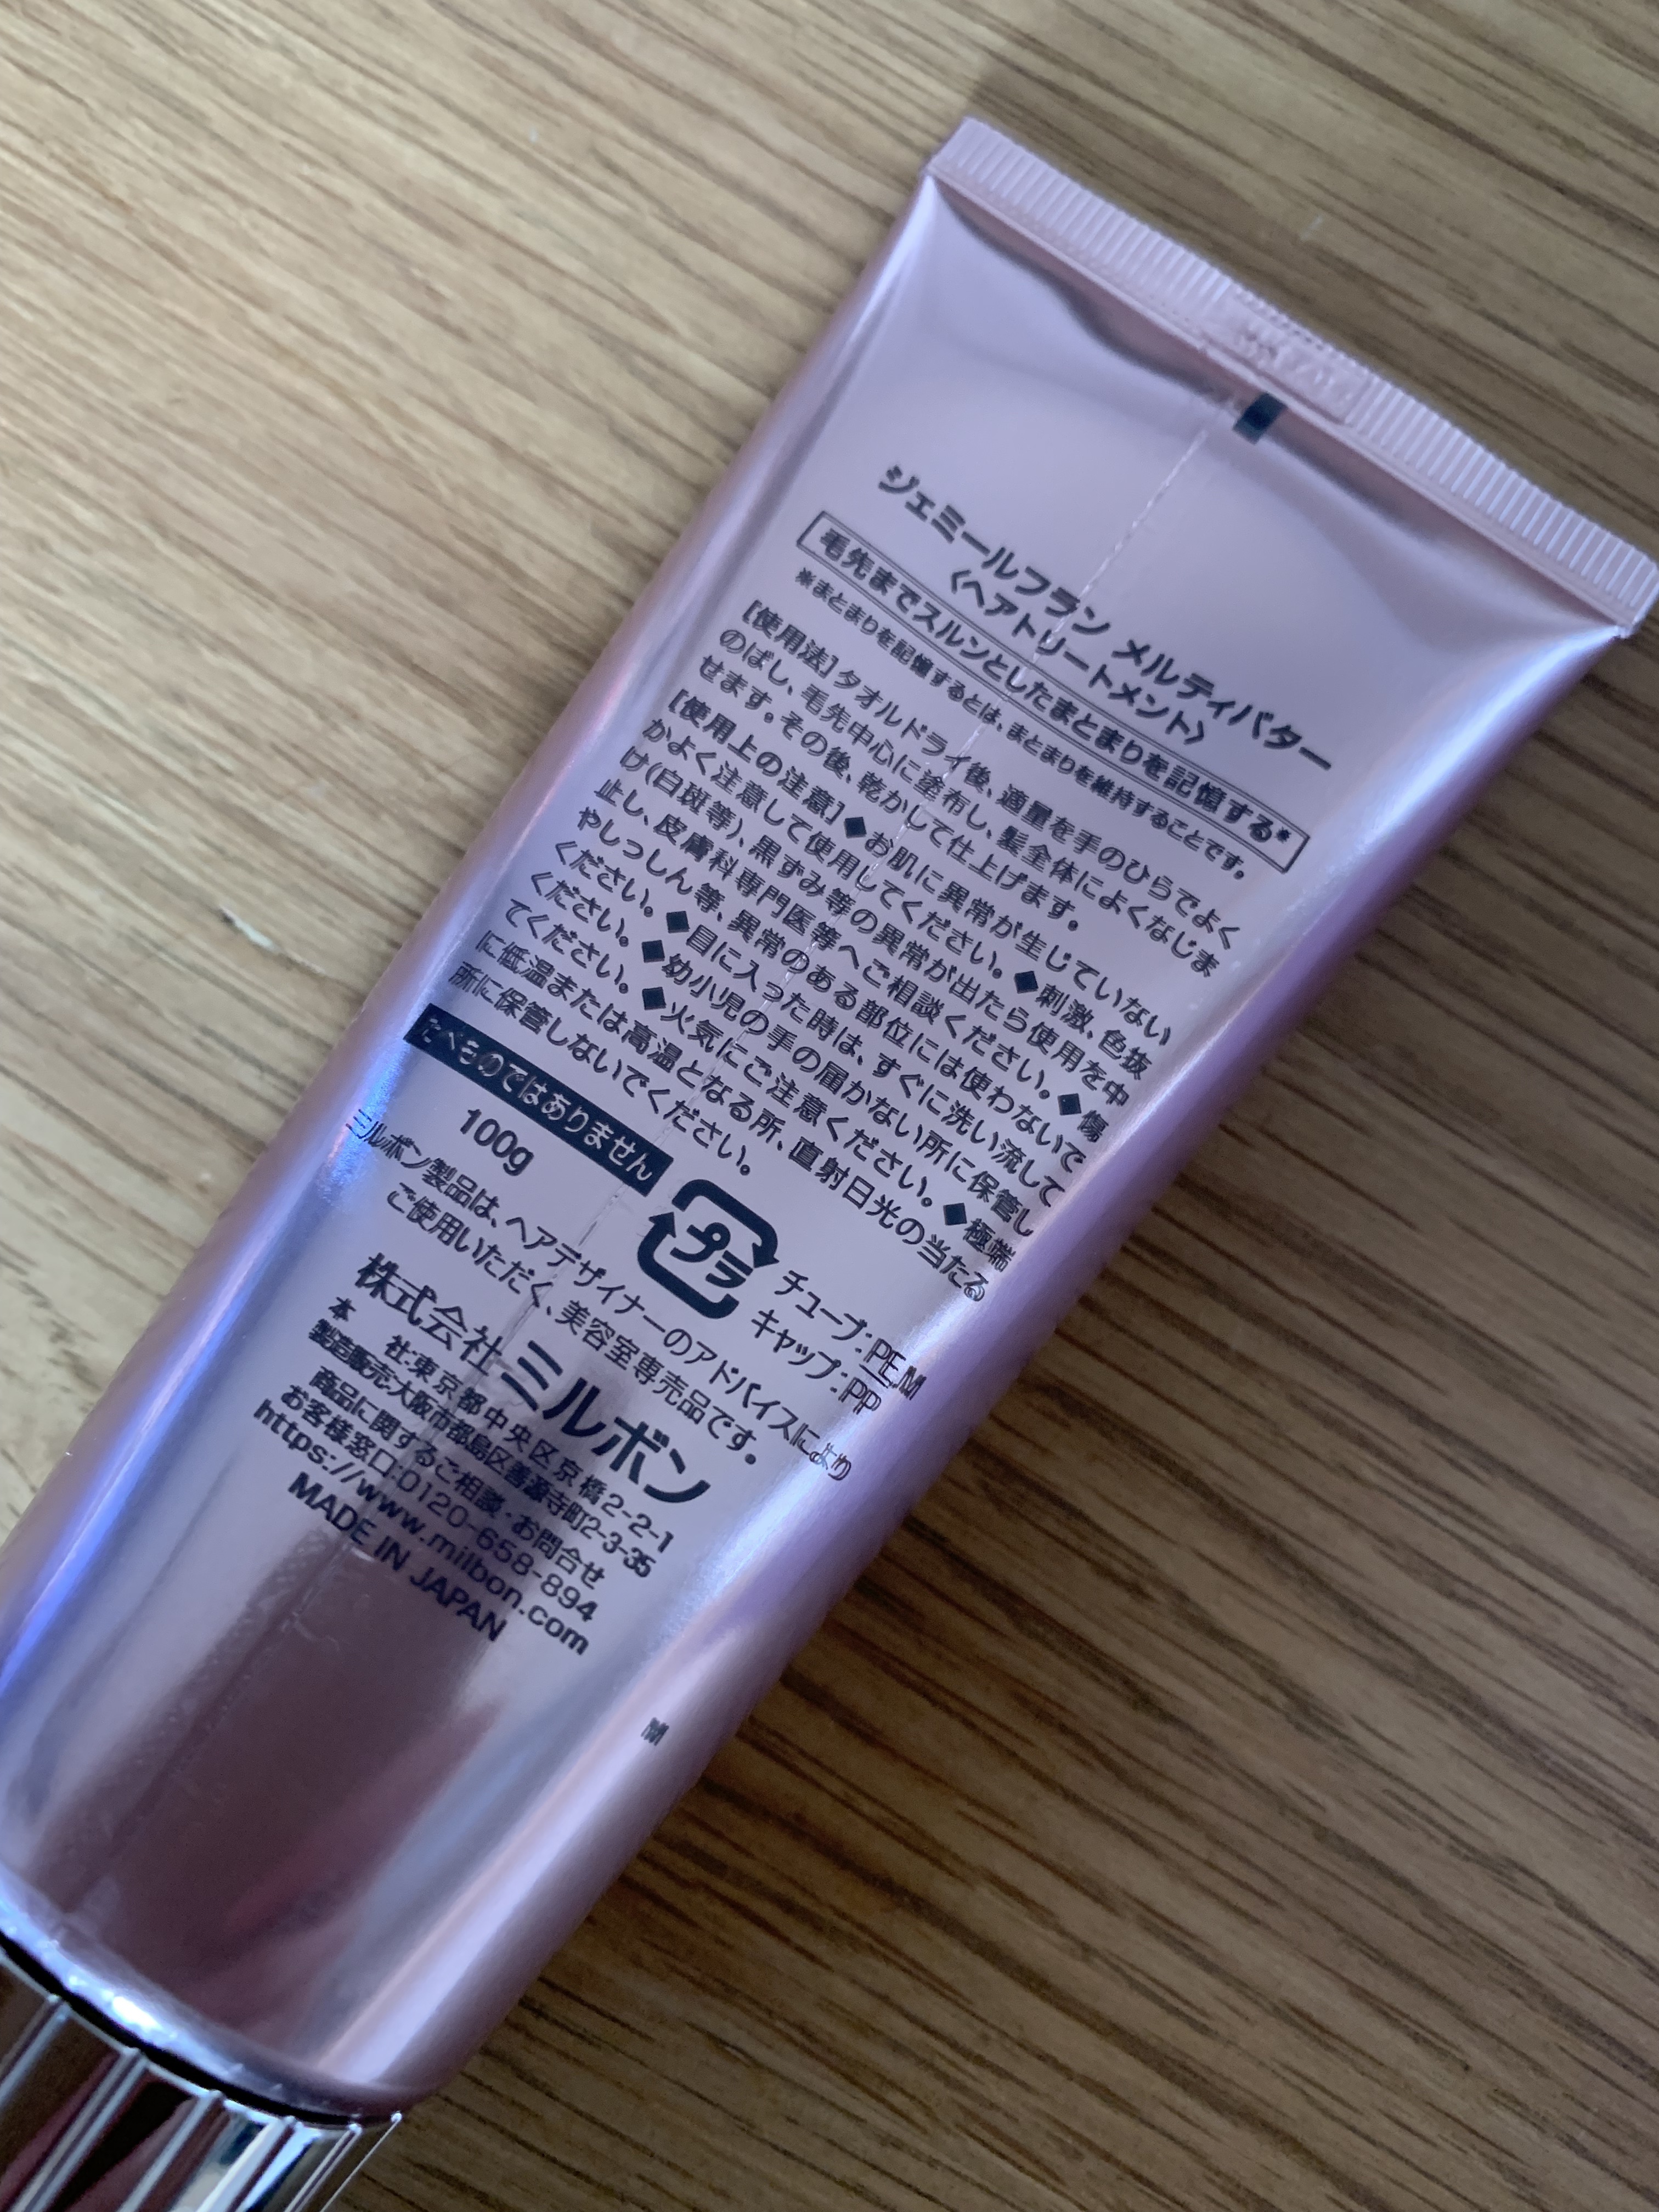 ジェミールフラン メルティバター
〈ヘアトリートメント〉
毛先までスルンとしたまとまりを記憶する*
※まとまりを記憶するとは、まとまりを維持することです。
[使用法]タオルドライ後、適量を手のひらでよく
のばし、毛先中心に塗布し、髪全体によくなじま
せます。その後、乾かして仕上げます。
[使用上の注意]◆お肌に異常が生じていない
かよく注意して使用してください。◆刺激、色抜
け(白斑等)、黒ずみ等の異常が出たら使用を中
止し、皮膚科専門医等へご相談ください。◆傷
やしっしん等、異常のある部位には使わないで
ください。◆目に入った時は、すぐに洗い流して
ください。◆幼小児の手の届かない所に保管し
てください。◆火気にご注意ください。◆極端
に低温または高温となる所、直射日光の当たる
所に保管しないでください。
たべものではありません
100g
プラ
チューブ:PE,M
キャップ:PP
ミルボン製品は、ヘアデザイナーのアドバイスにより
ご使用いただく、美容室専売品です。
株式会社ミルボン
本 社:東京都中央区京橋2-2-1
製造販売:大阪市都島区善源寺町2-3-35
商品に関するご相談・お問合せ
お客様窓口:0120-658-894
https://www.milbon.com
MADE IN JAPAN
M